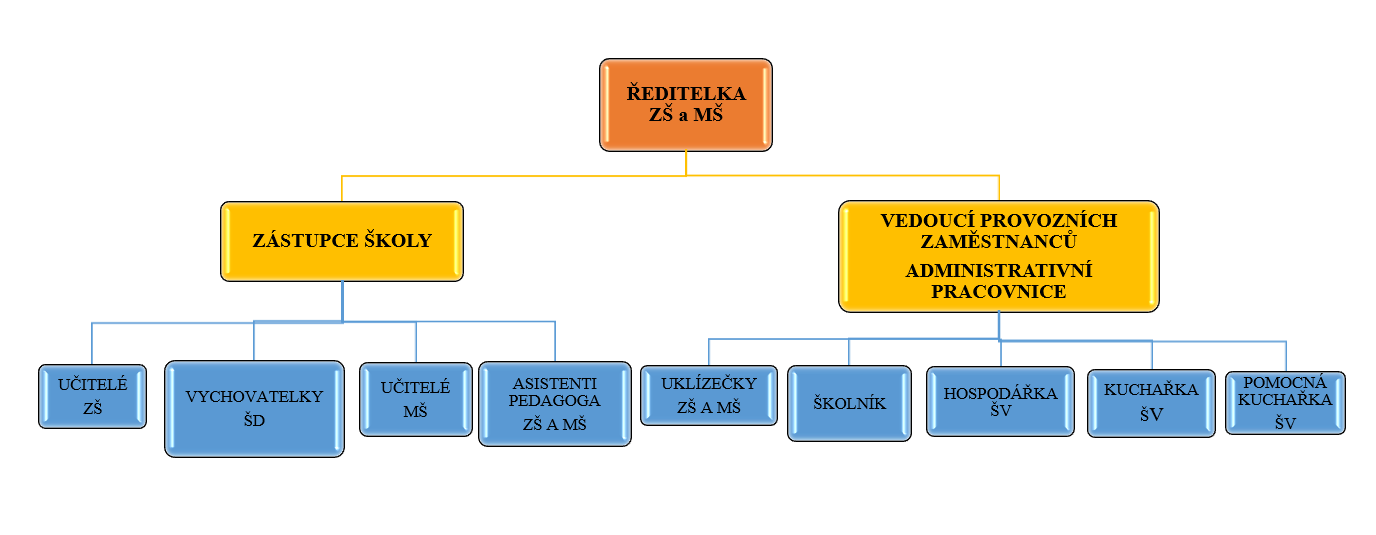 ŘEDITELKA
ZŠ a MŠ
ZÁSTUPCE ŠKOLY
VEDOUCÍ PROVOZNÍCH
ZAMĚSTNANCŮ
ADMINISTRATIVNÍ
PRACOVNICE
UČITELÉ
ZŠ
VYCHOVATELKY
ŠD
UČITELÉ
MŠ
ASISTENTI
PEDAGOGA
ZŠ A MŠ
UKLÍZEČKY
ZŠ A MŠ
ŠKOLNÍK
HOSPODÁŘKA
ŠV
KUCHAŘKA
ŠV
POMOCNÁ
KUCHAŘKA
ŠV